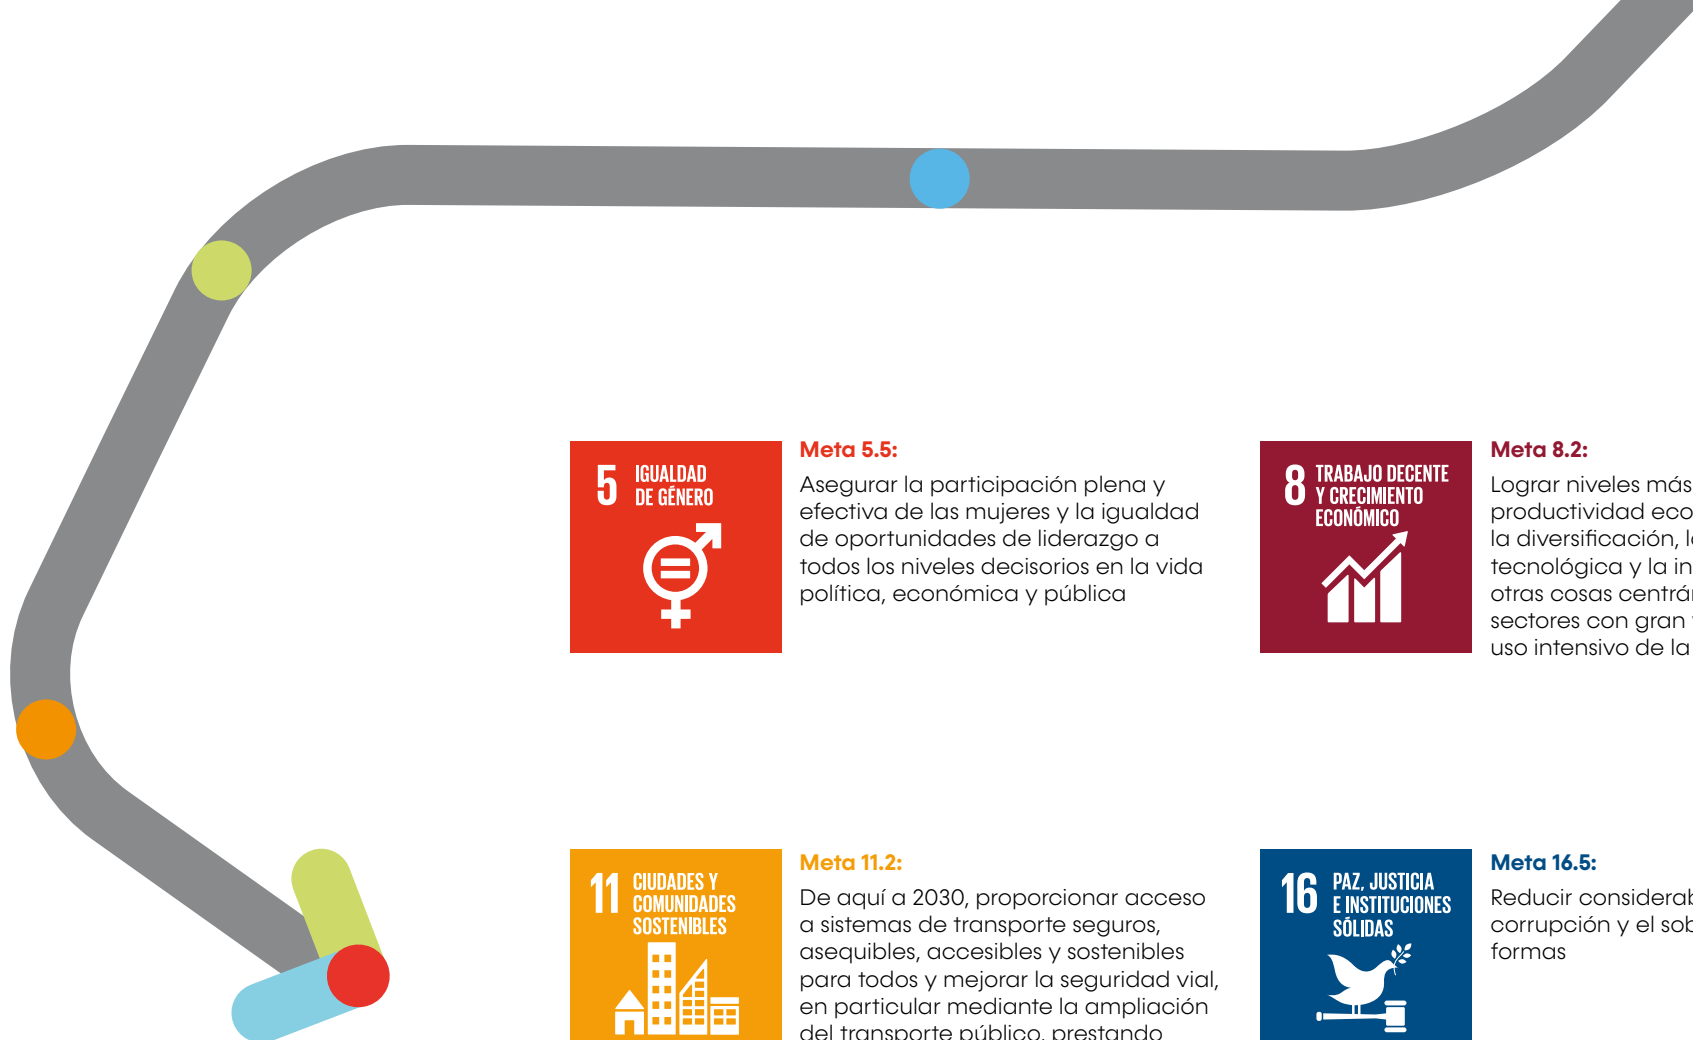 5 IGUALDAD
DE GÉNERO
Meta 5.5:
Asegurar la participación plena y
efectiva de las mujeres y la igualdad
de oportunidades de liderazgo a
todos los niveles decisorios en la vida
política, económica y pública
8 TRABAJO DECENTE
Y CRECIMIENTO
ECONÓMICO
Meta 8.2:
Lograr niveles más
productividad
la diversificación,
tecnológica y la
otras cosas
sectores con gran
uso intensivo de la
11 CIUDADES Y
COMUNIDADES
SOSTENIBLES
Meta 11.2:
De aquí a 2030, proporcionar acceso
a sistemas de transporte seguros,
asequibles, accesibles y sostenibles
para todos y mejorar la seguridad vial,
en particular mediante la ampliación
del transporte público, prestando
16 PAZ, JUSTICIA
E INSTITUCIONES
SÓLIDAS
Meta 16.5:
Reducir
corrupción y el
formas